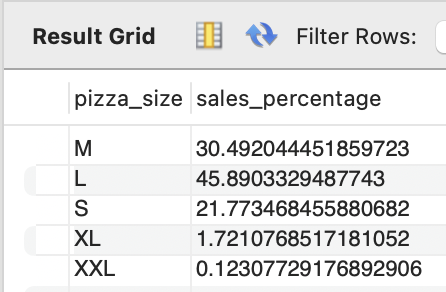 Result Grid Filter Rows:
pizza_size sales_percentage
M 30.492044451859723
L 45.8903329487743
S 21.773468455880682
XL 1.7210768517181052
XXL 0.12307729176892906